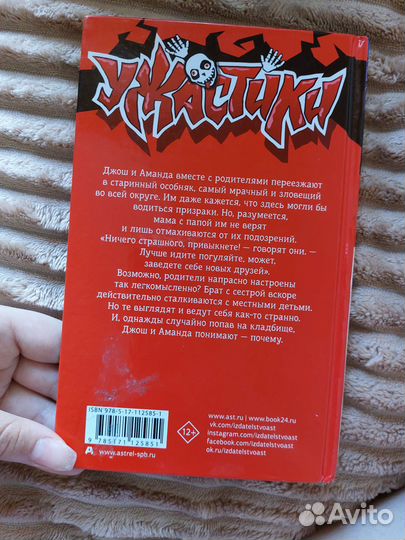 УЖАСТИКИ
Джош и Аманда вместе с родителями переезжают
в старинный особняк, самый мрачный и зловещий
во всей округе. Им даже кажется, что здесь могли бы
водиться призраки. Но, разумеется,
мама с папой им не верят
и лишь отмахиваются от их подозрений.
«Ничего страшного, привыкнете! — говорят они. —
Лучше идите погуляйте, может,
заведете себе новых друзей».
Возможно, родители напрасно настроены
так легкомысленно? Брат с сестрой вскоре
действительно сталкиваются с местными детьми.
Но те выглядят и ведут себя как-то странно.
И, однажды случайно попав на кладбище,
Джош и Аманда понимают — почему.
ISBN 978-5-17-112585-1
9 785171 125851
www.astrel-spb.ru
12+
www.ast.ru | www.book24.ru
vk.com/izdatelstvoast
instagram.com/izdatelstvoast
facebook.com/izdatelstvoast
ok.ru/izdatelstvoast
Avito